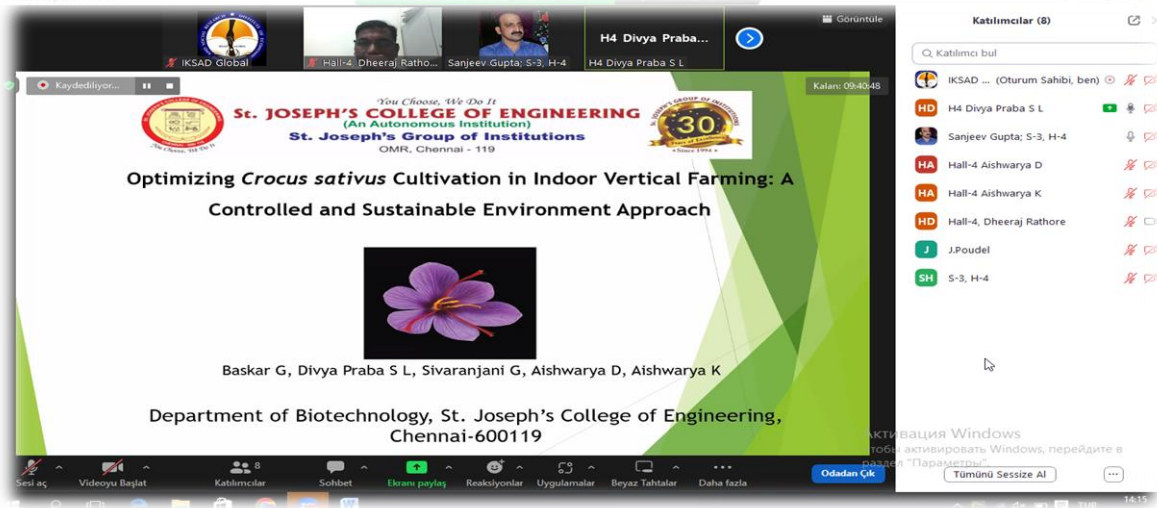 Görüntüle
H4 Divya Praba...
IKSAD Global
Hall-4, Dheeraj Ratho...
Sanjeev Gupta; S-3, H-4
H4 Divya Praba S L
Kaydediliyor...
Kalan: 09:40:48
You Choose, We Do It
St. JOSEPH'S COLLEGE OF ENGINEERING
(An Autonomous Institution)
St. Joseph's Group of Institutions
OMR, Chennai - 119
30
Optimizing Crocus sativus Cultivation in Indoor Vertical Farming: A
Controlled and Sustainable Environment Approach
Baskar G, Divya Praba S L, Sivaranjani G, Aishwarya D, Aishwarya K
Department of Biotechnology, St. Joseph's College of Engineering,
Chennai-600119
Sesi aç
Videoyu Başlat
Katılımcılar
8
Sohbet
Ekranı paylaş
Reaksiyonlar
Uygulamalar
Beyaz Tahtalar
Daha fazla
Odadan Çık
Katılımcılar (8)
Katılımcı bul
IKSAD ... (Oturum Sahibi, ben)
HD H4 Divya Praba S L
Sanjeev Gupta; S-3, H-4
HA Hall-4 Aishwarya D
HA Hall-4 Aishwarya K
HD Hall-4, Dheeraj Rathore
J J.Poudel
SH S-3, H-4
Активация Windows
Чтобы активировать Windows, перейдите в
раздел "Параметры".
Tümünü Sessize Al
14:15